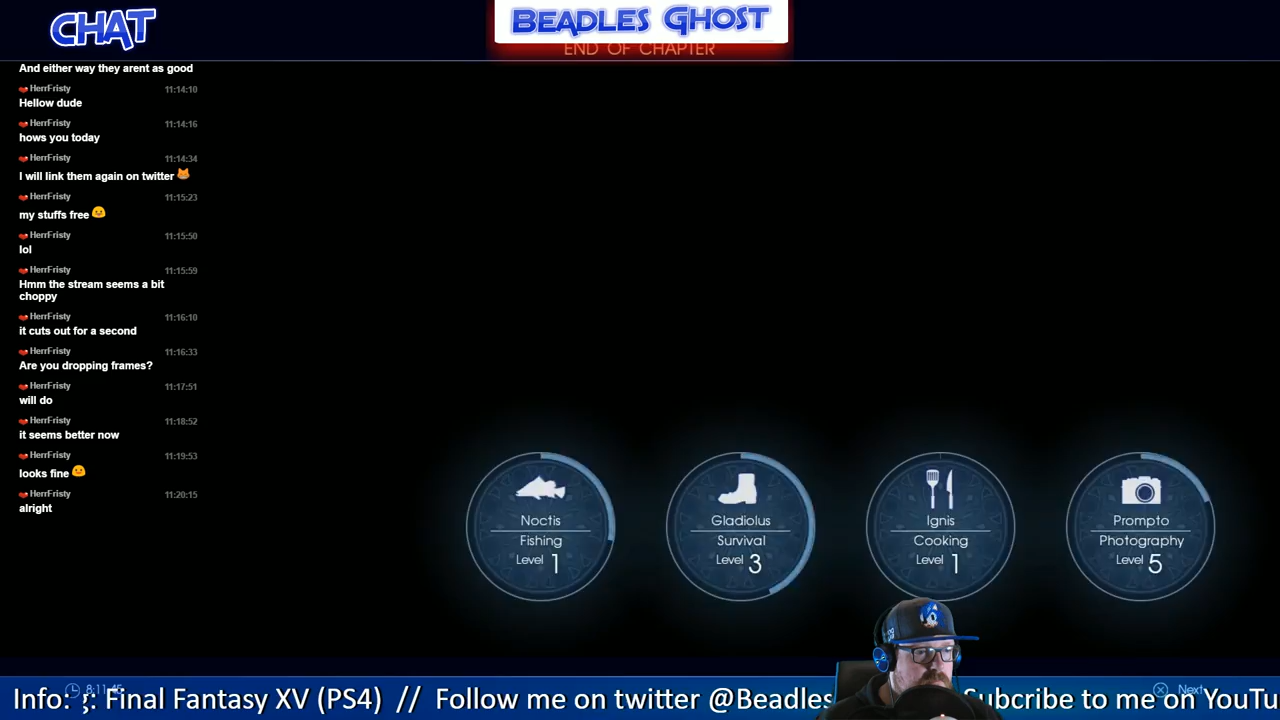 CHAT
BEADLES GHOST
END OF CHAPTER
And either way they arent as good
HerrFristy 11:14:10
Hellow dude
HerrFristy 11:14:16
hows you today
HerrFristy 11:14:34
I will link them again on twitter
HerrFristy 11:15:23
my stuffs free
HerrFristy 11:15:50
lol
HerrFristy 11:15:59
Hmm the stream seems a bit
choppy
HerrFristy 11:16:10
it cuts out for a second
HerrFristy 11:16:33
Are you dropping frames?
HerrFristy 11:17:51
will do
HerrFristy 11:18:52
it seems better now
HerrFristy 11:19:53
looks fine
HerrFristy 11:20:15
alright
Noctis
Fishing
Level 1
Gladiolus
Survival
Level 3
Ignis
Cooking
Level 1
Prompto
Photography
Level 5
Next
Info: Final Fantasy XV (PS4) // Follow me on twitter @Beadles Subcribe to me on YouTu